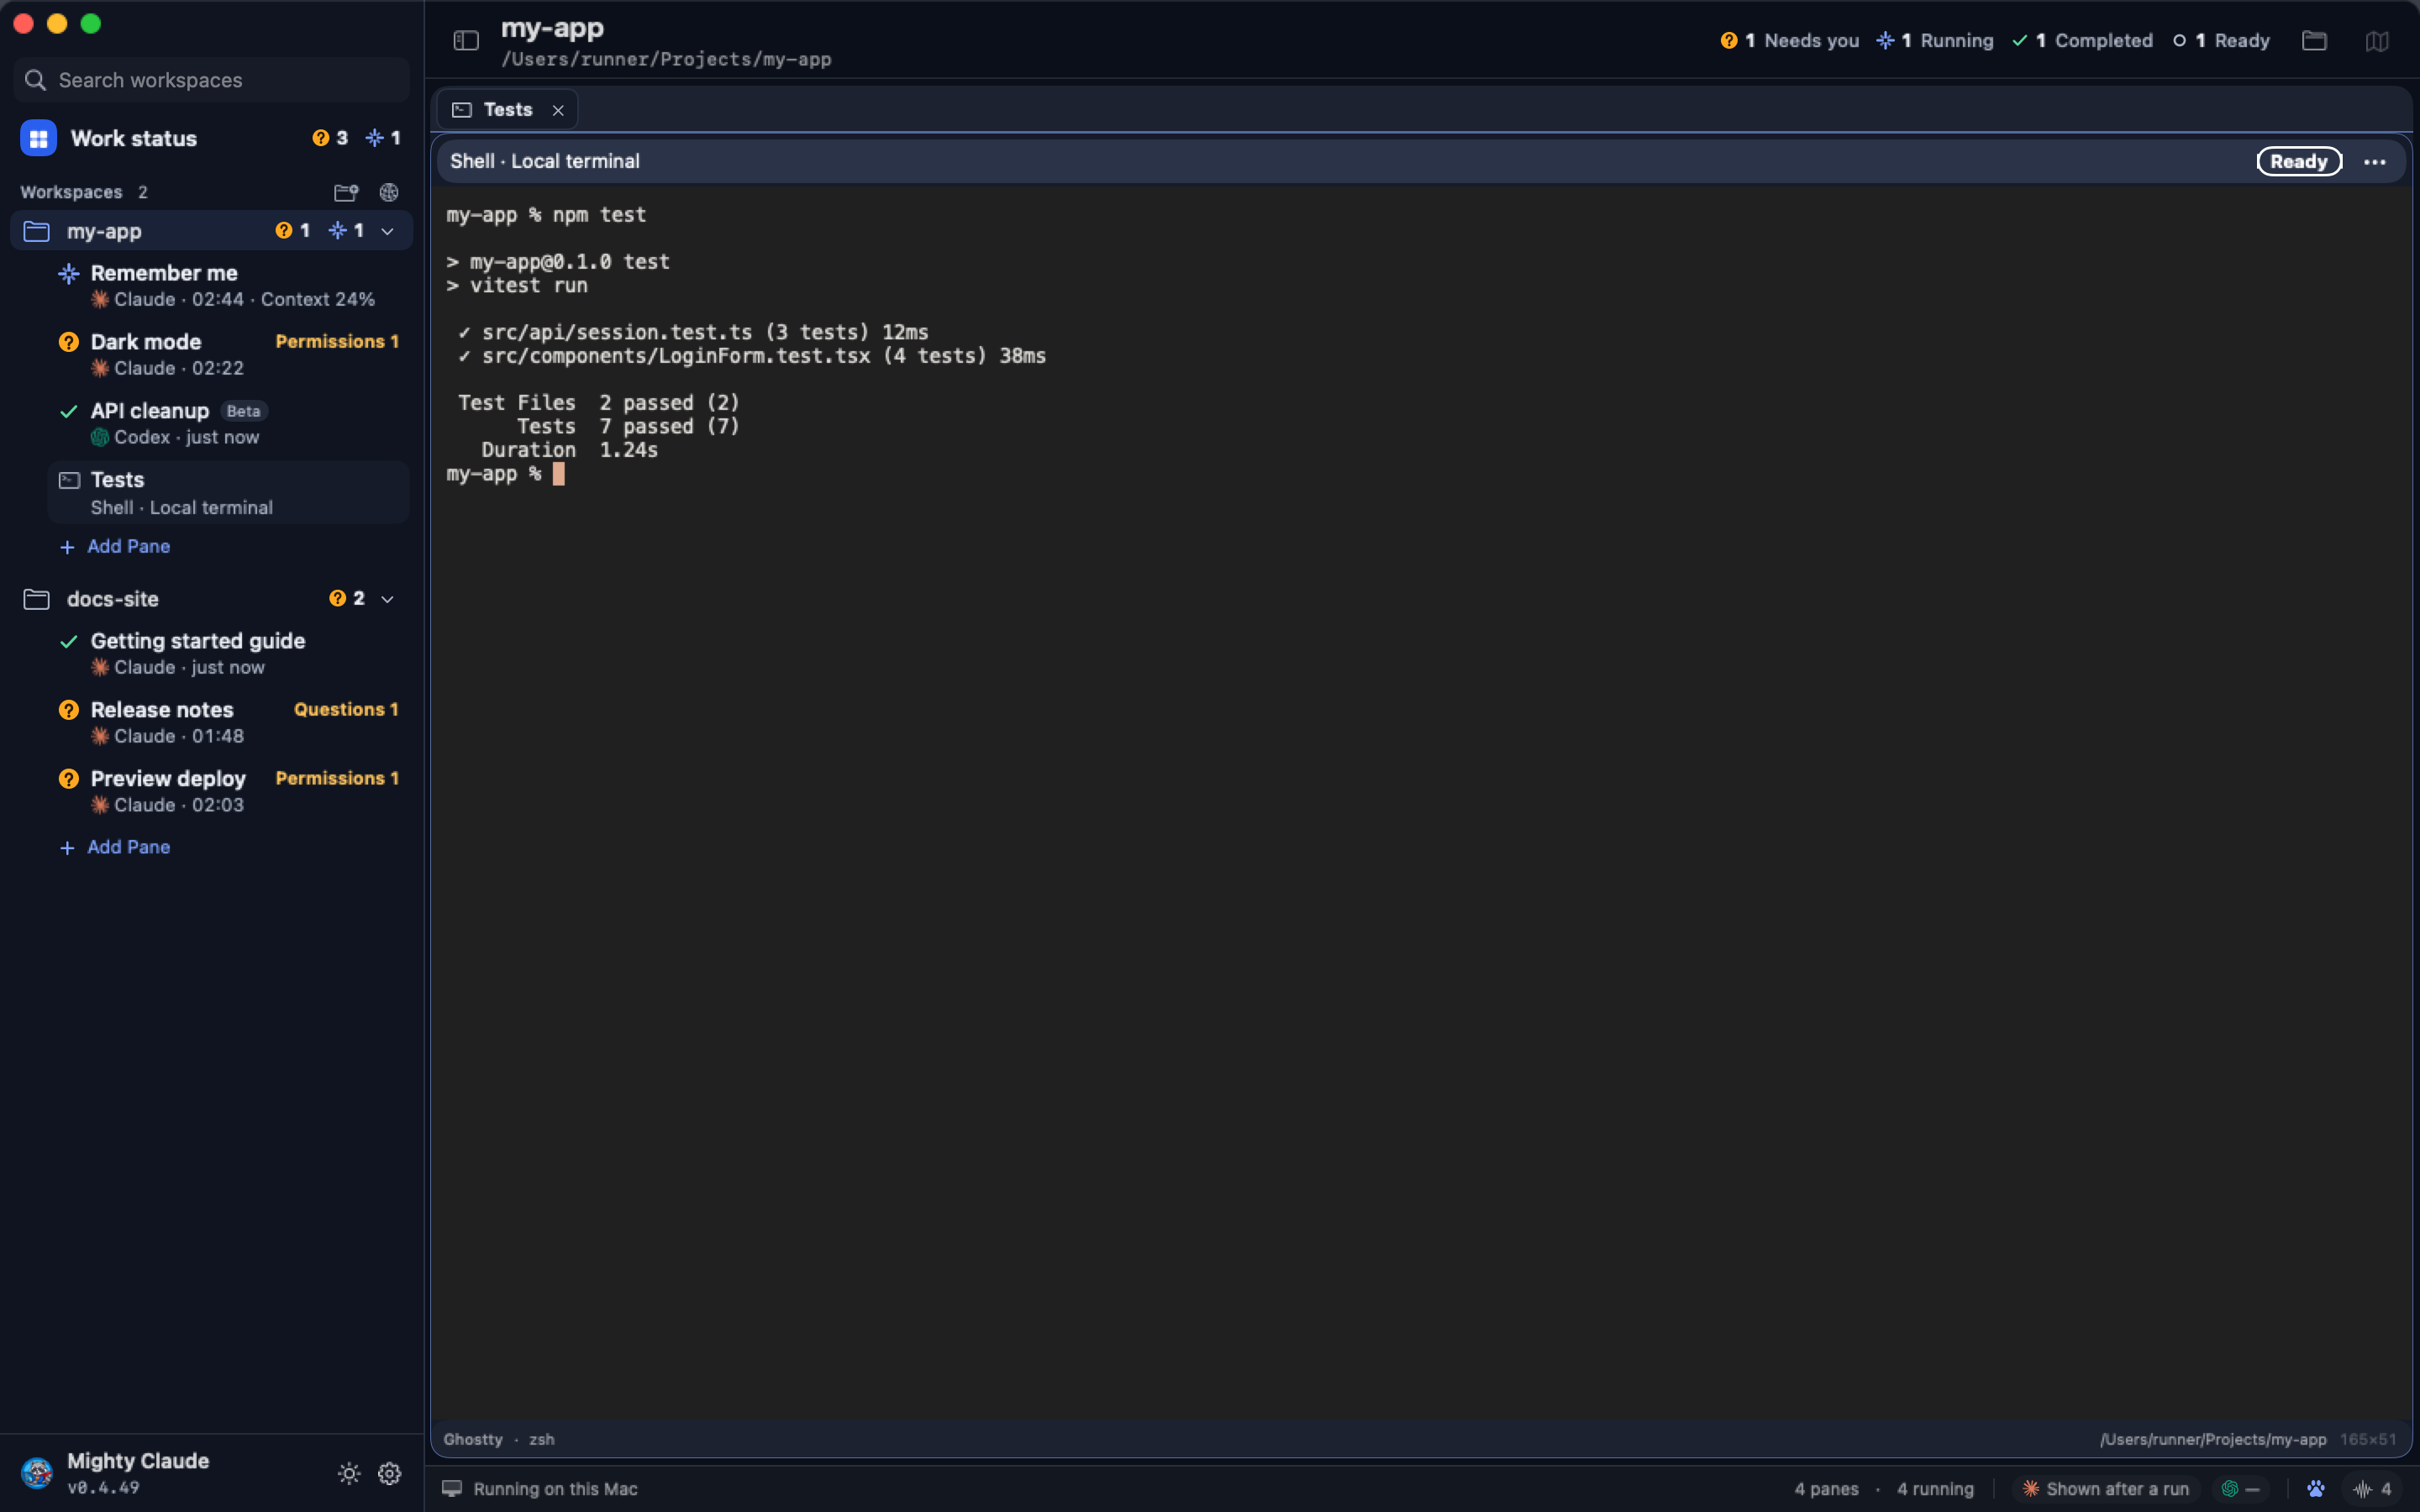 Search workspaces
Work status 3 1
Workspaces 2
my-app 1 1
Remember me
Claude · 02:44 · Context 24%
Dark mode Permissions 1
Claude · 02:22
API cleanup Beta
Codex · just now
Tests
Shell · Local terminal
+ Add Pane
docs-site 2
Getting started guide
Claude · just now
Release notes Questions 1
Claude · 01:48
Preview deploy Permissions 1
Claude · 02:03
+ Add Pane
Mighty Claude
v0.4.49
my-app
/Users/runner/Projects/my-app
1 Needs you 1 Running 1 Completed 1 Ready
Tests
Shell · Local terminal Ready
my-app % npm test
> my-app@0.1.0 test
> vitest run
✓ src/api/session.test.ts (3 tests) 12ms
✓ src/components/LoginForm.test.tsx (4 tests) 38ms
Test Files 2 passed (2)
Tests 7 passed (7)
Duration 1.24s
my-app %
Ghostty · zsh /Users/runner/Projects/my-app 165×51
Running on this Mac 4 panes · 4 running Shown after a run — 4